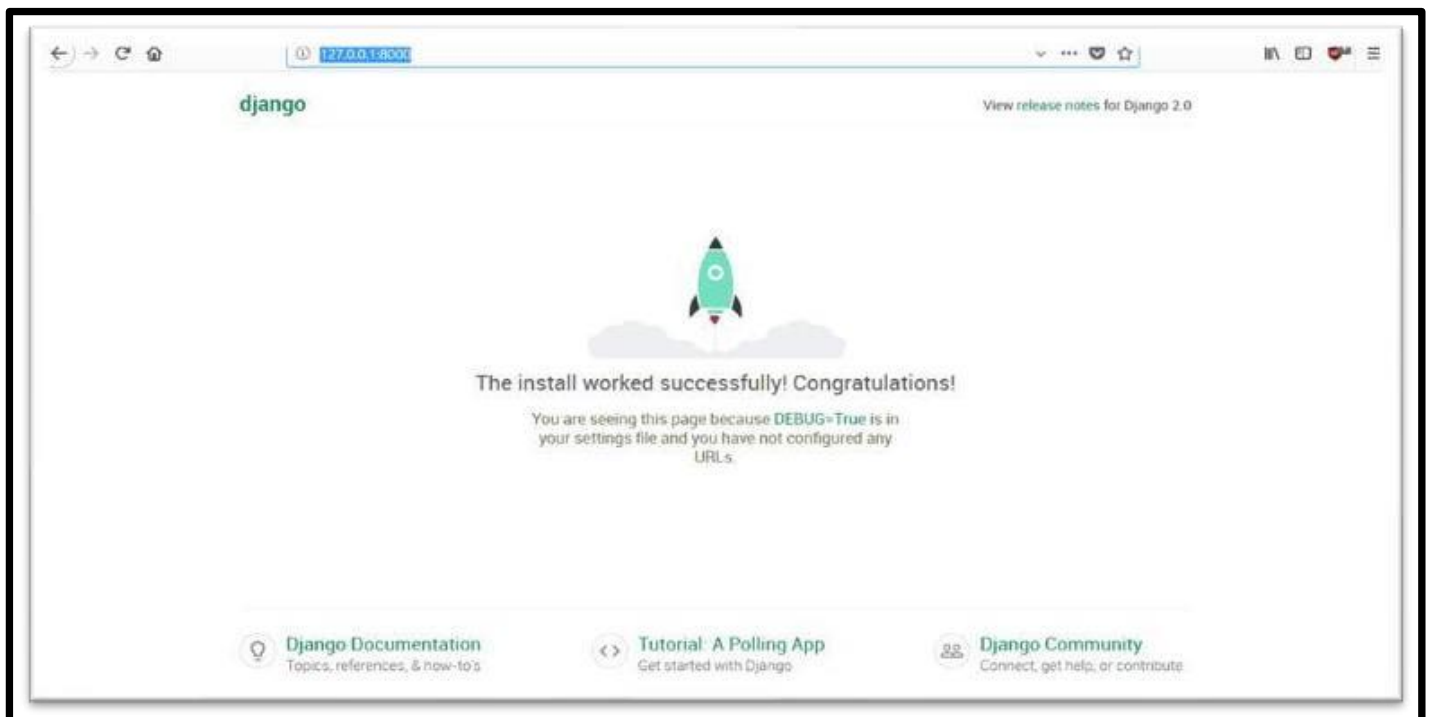 127.0.0.1:8000
django
View release notes for Django 2.0
The install worked successfully! Congratulations!
You are seeing this page because DEBUG=True is in
your settings file and you have not configured any
URLs.
Django Documentation
Topics, references, & how-to's
Tutorial: A Polling App
Get started with Django
Django Community
Connect, get help, or contribute